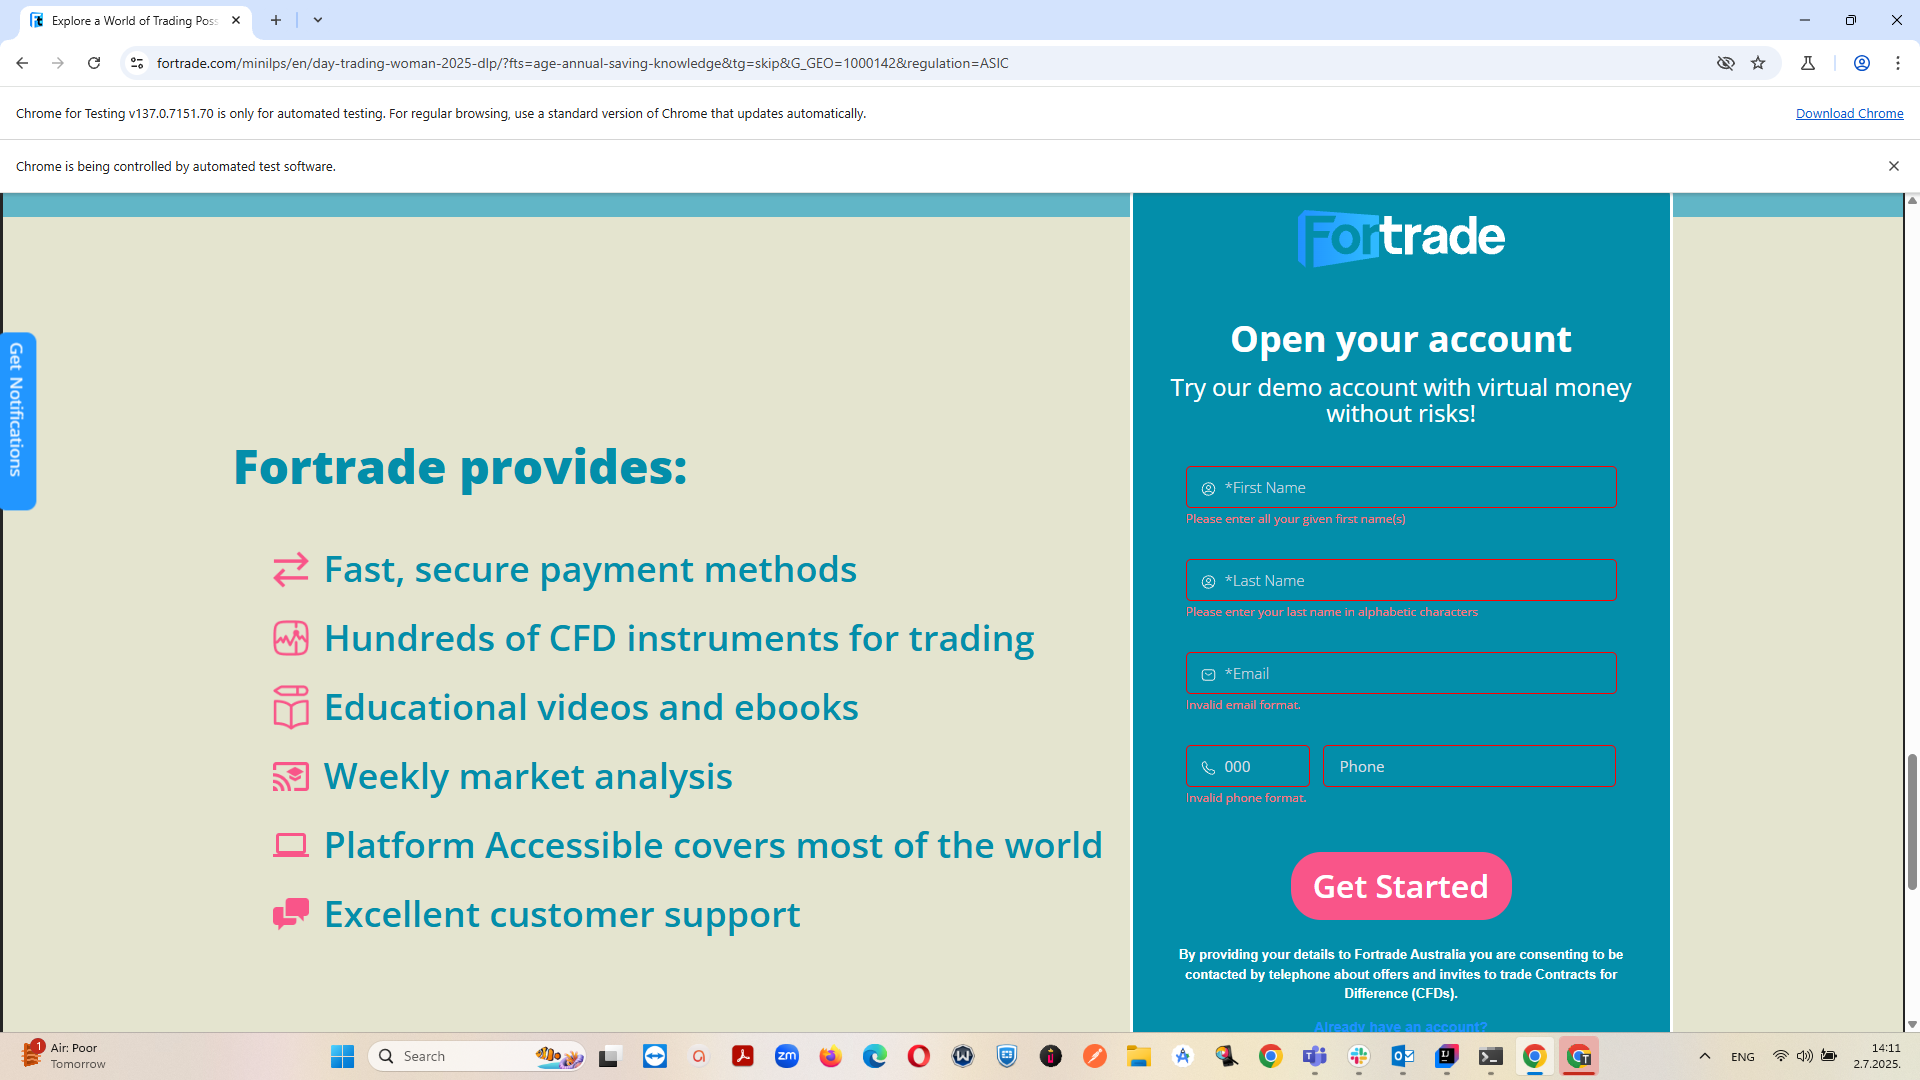 Explore a World of Trading Poss
fortrade.com/minilps/en/day-trading-woman-2025-dlp/?fts=age-annual-saving-knowledge&tg=skip&G_GEO=1000142&regulation=ASIC
Chrome for Testing v137.0.7151.70 is only for automated testing. For regular browsing, use a standard version of Chrome that updates automatically.
Download Chrome
Chrome is being controlled by automated test software.
Get Notifications
Fortrade provides:
Fast, secure payment methods
Hundreds of CFD instruments for trading
Educational videos and ebooks
Weekly market analysis
Platform Accessible covers most of the world
Excellent customer support
Fortrade
Open your account
Try our demo account with virtual money
without risks!
*First Name
Please enter all your given first name(s)
*Last Name
Please enter your last name in alphabetic characters
*Email
Invalid email format.
000
Phone
Invalid phone format.
Get Started
By providing your details to Fortrade Australia you are consenting to be
contacted by telephone about offers and invites to trade Contracts for
Difference (CFDs).
Already have an account?
1
Air: Poor
Tomorrow
Search
zm
ENG
14:11
2.7.2025.